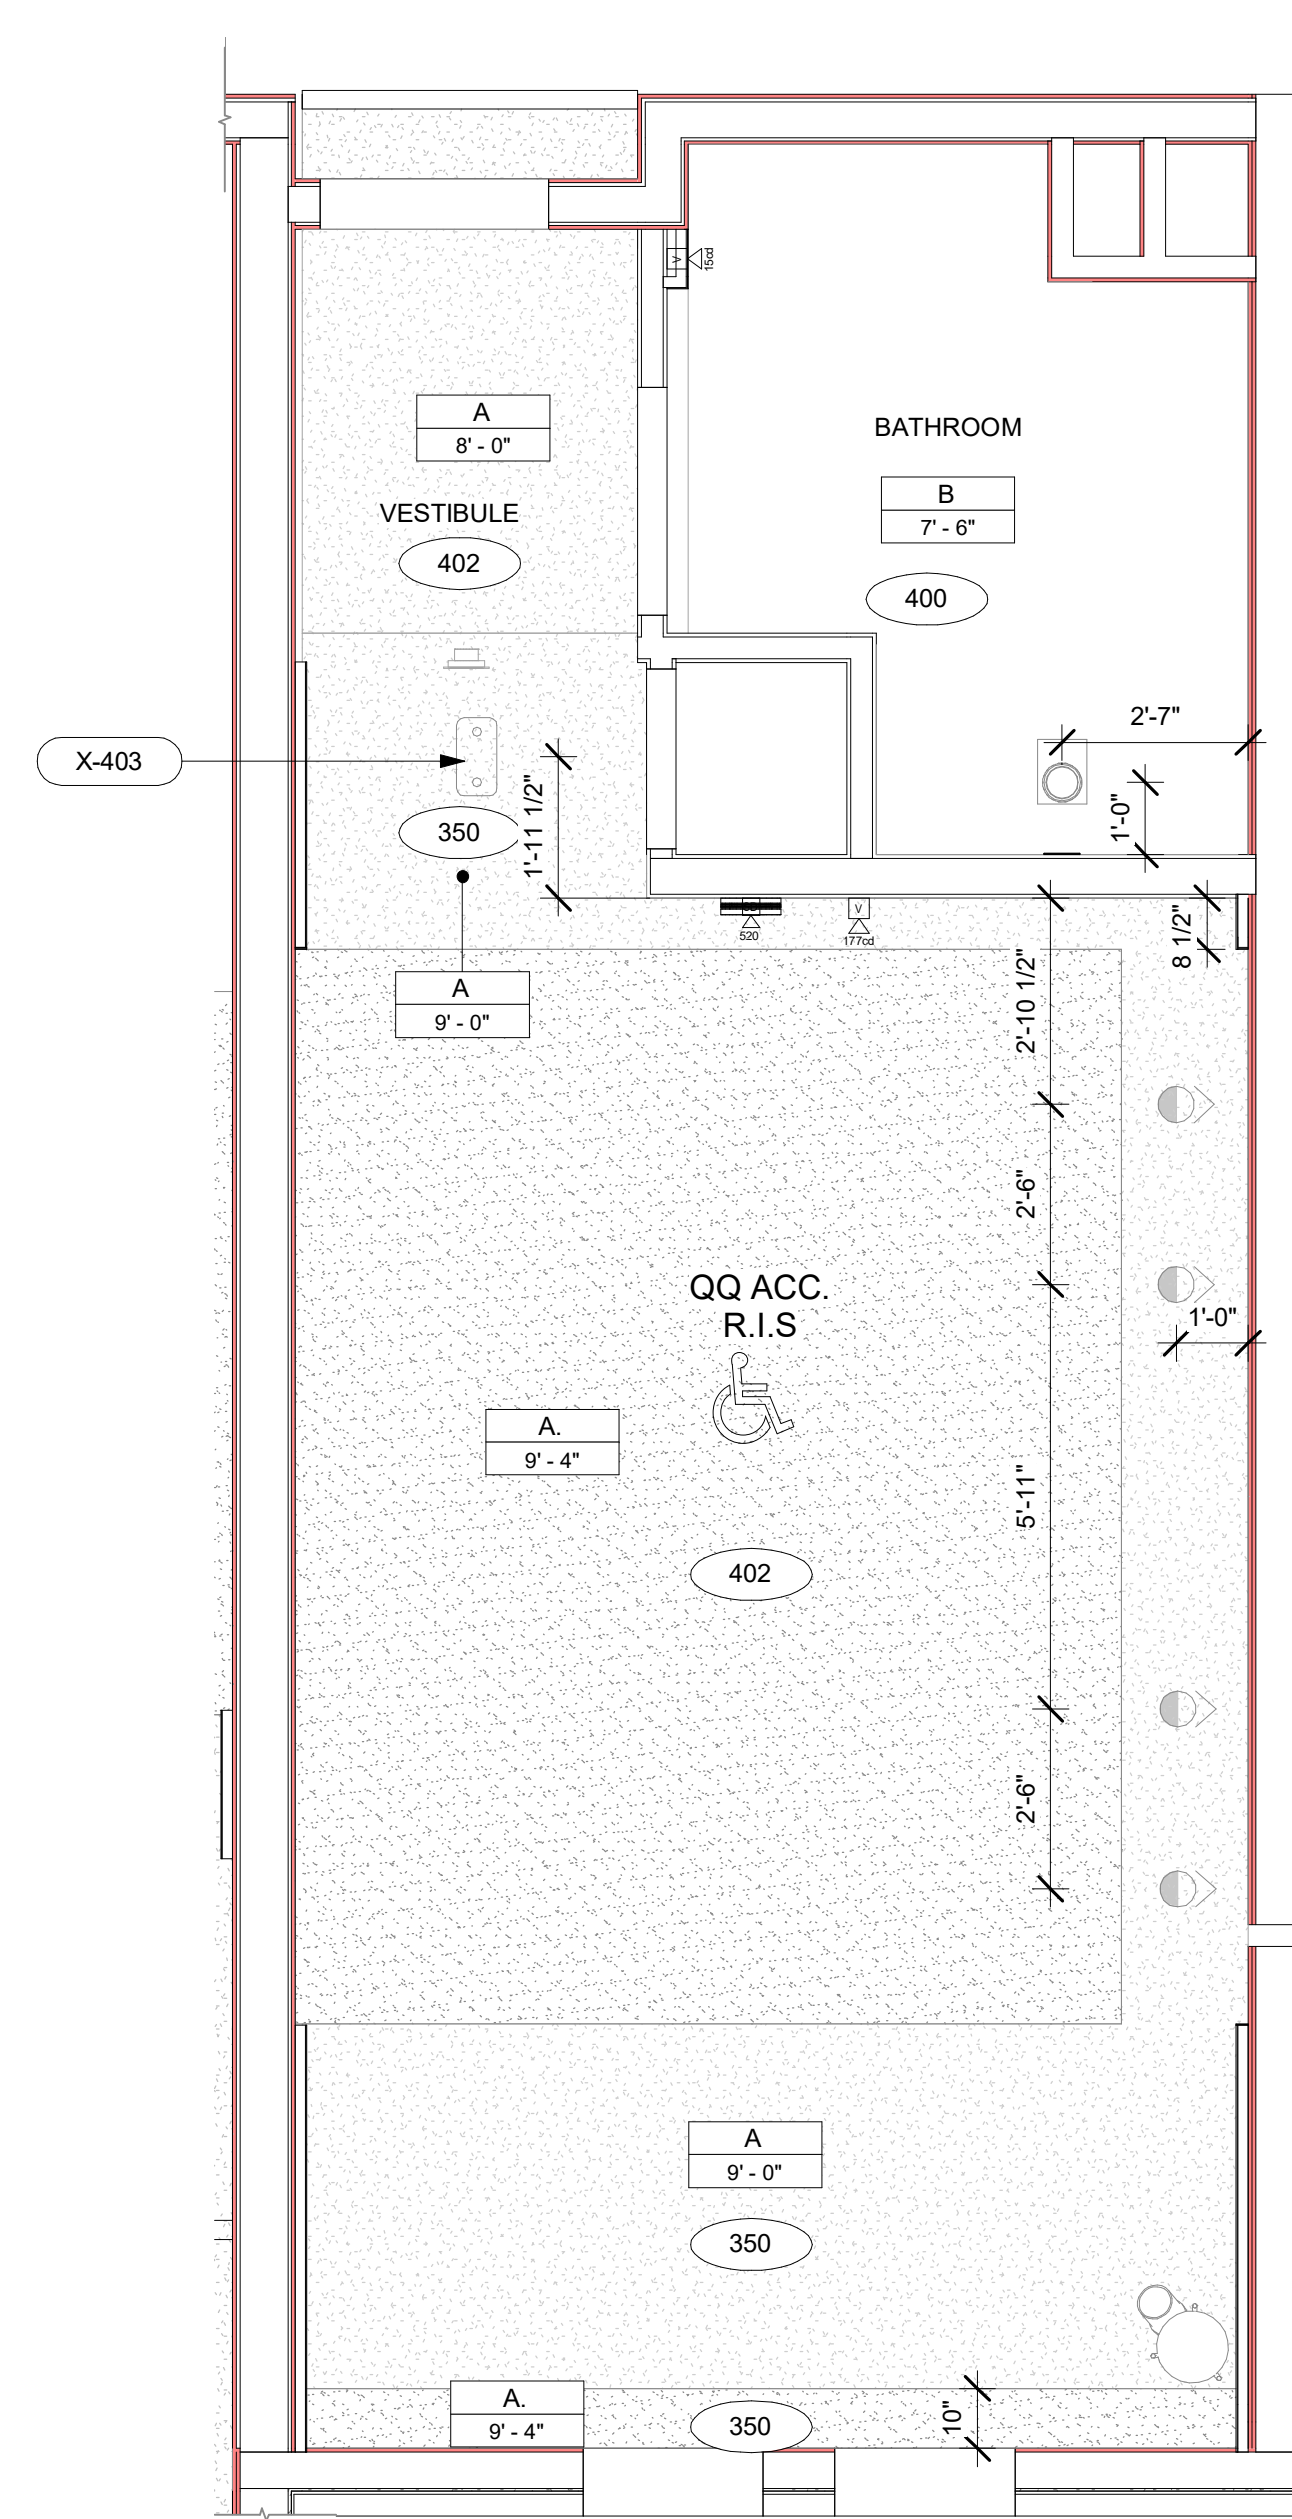 15cd
A
8' - 0"
BATHROOM
VESTIBULE
B
7' - 6"
402
400
2'-7"
X-403
1'-11 1/2"
1'-0"
350
520
V
177cd
8 1/2"
A
9' - 0"
2'-10 1/2"
2'-6"
QQ ACC.
R.I.S
1'-0"
A.
9' - 4"
5'-11"
402
2'-6"
A
9' - 0"
350
A.
9' - 4"
350
10"
V